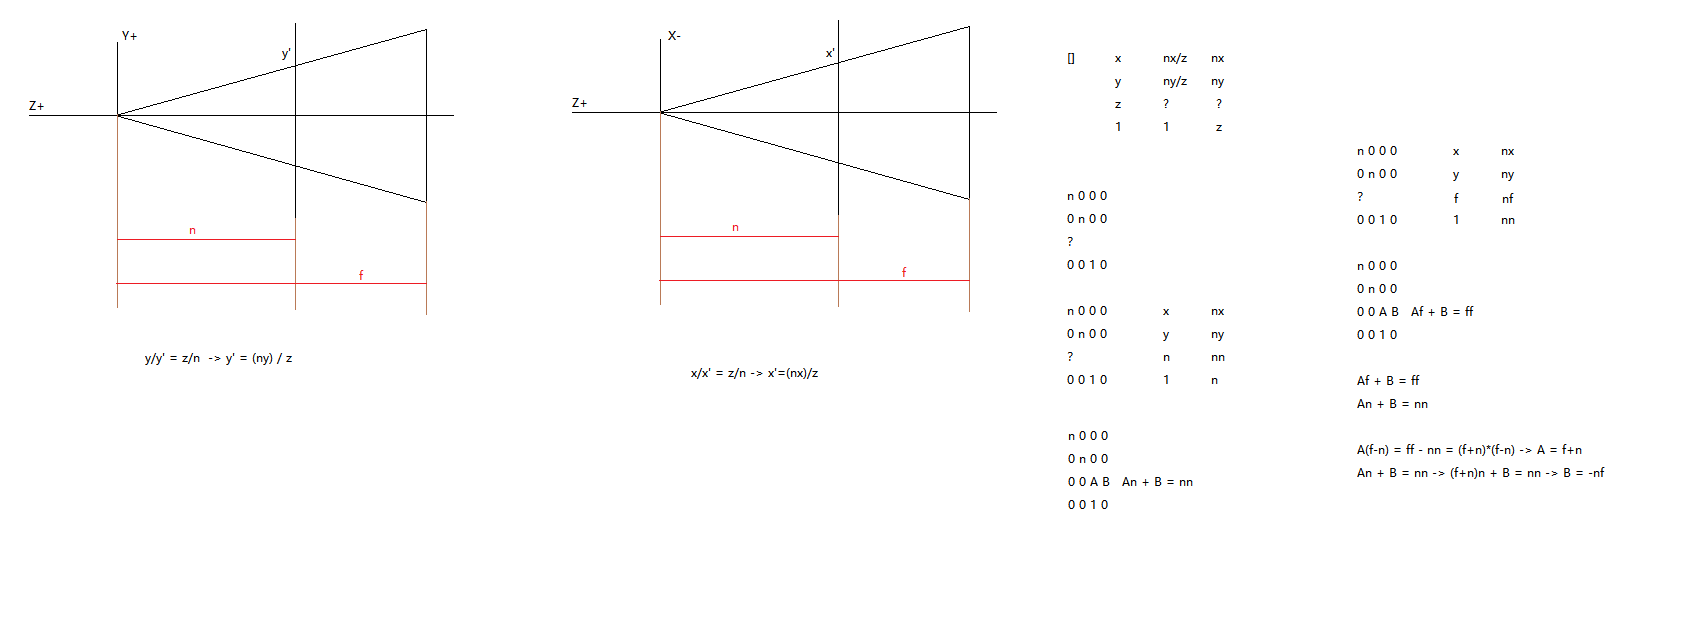 Y+
y'
Z+
n
f
y/y' = z/n -> y' = (ny) / z
X-
x'
Z+
n
f
x/x' = z/n -> x'=(nx)/z
[] x nx/z nx
y ny/z ny
z ? ?
1 1 z
n 0 0 0
0 n 0 0
?
0 0 1 0
n 0 0 0 x nx
0 n 0 0 y ny
? n nn
0 0 1 0 1 n
n 0 0 0
0 n 0 0
0 0 A B An + B = nn
0 0 1 0
n 0 0 0 x nx
0 n 0 0 y ny
? f nf
0 0 1 0 1 nn
n 0 0 0
0 n 0 0
0 0 A B Af + B = ff
0 0 1 0
Af + B = ff
An + B = nn
A(f-n) = ff - nn = (f+n)*(f-n) -> A = f+n
An + B = nn -> (f+n)n + B = nn -> B = -nf